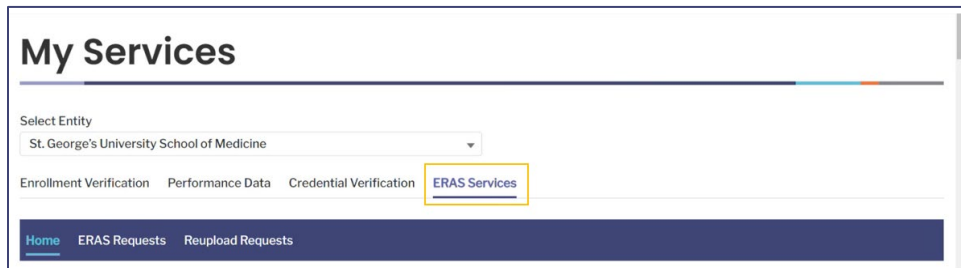 My Services
Select Entity
St. George's University School of Medicine
Enrollment Verification Performance Data Credential Verification ERAS Services
Home ERAS Requests Reupload Requests